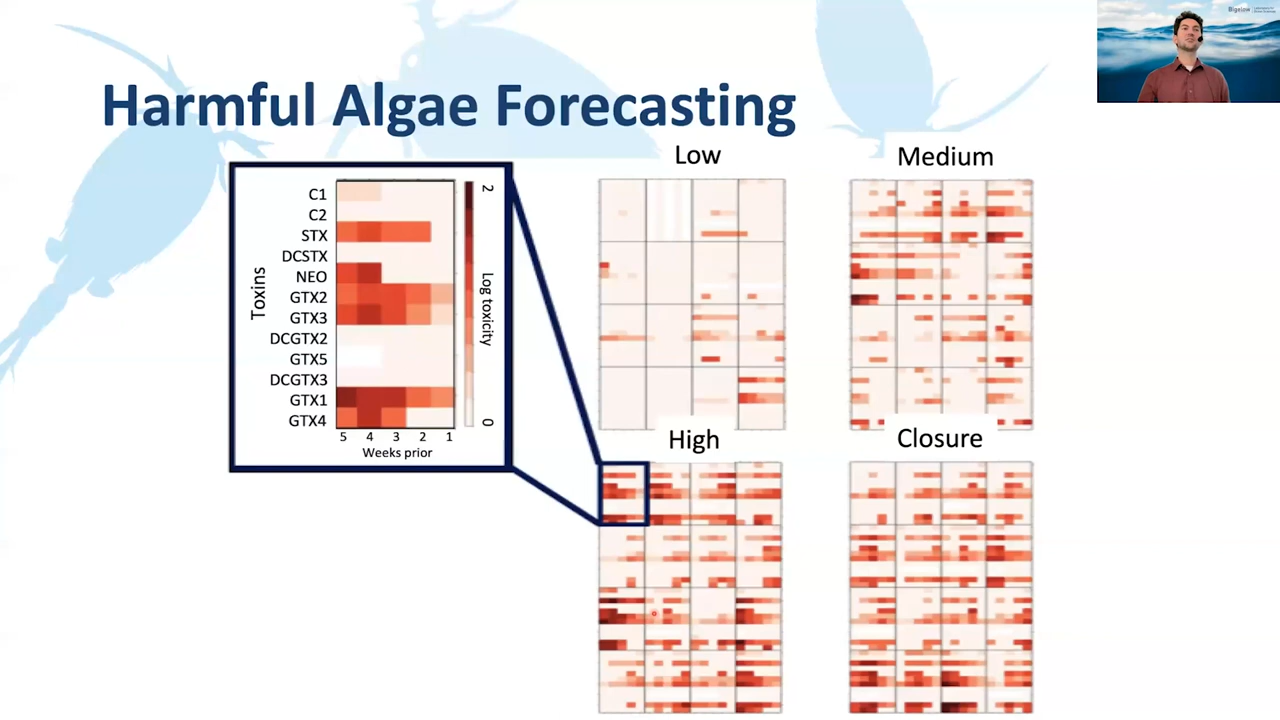 Bigelow
Harmful Algae Forecasting
Low
Medium
Toxins
C1
C2
STX
DCSTX
NEO
GTX2
GTX3
DCGTX2
GTX5
DCGTX3
GTX1
GTX4
5 4 3 2 1
Weeks prior
2
Log toxicity
0
High
Closure